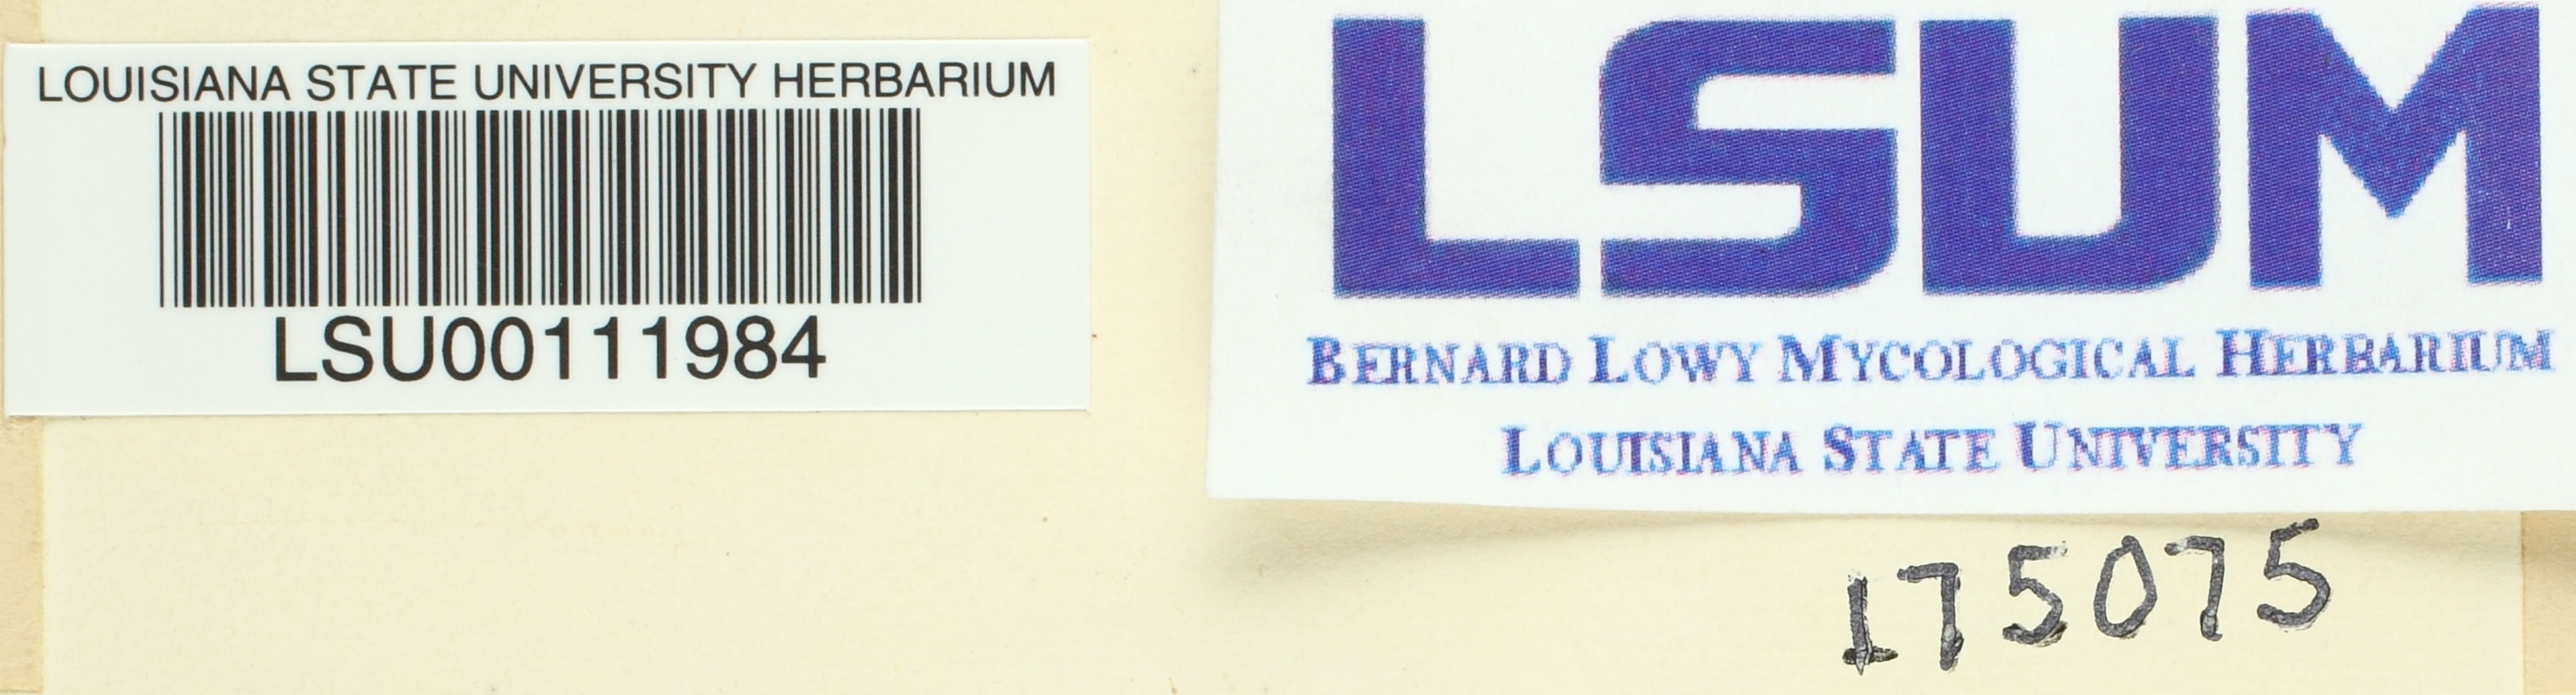 LOUISIANA STATE UNIVERSITY HERBARIUM
LSU00111984
LSUM
BERNARD LOWY MYCOLOGICAL HERBARIUM
LOUISIANA STATE UNIVERSITY
175075